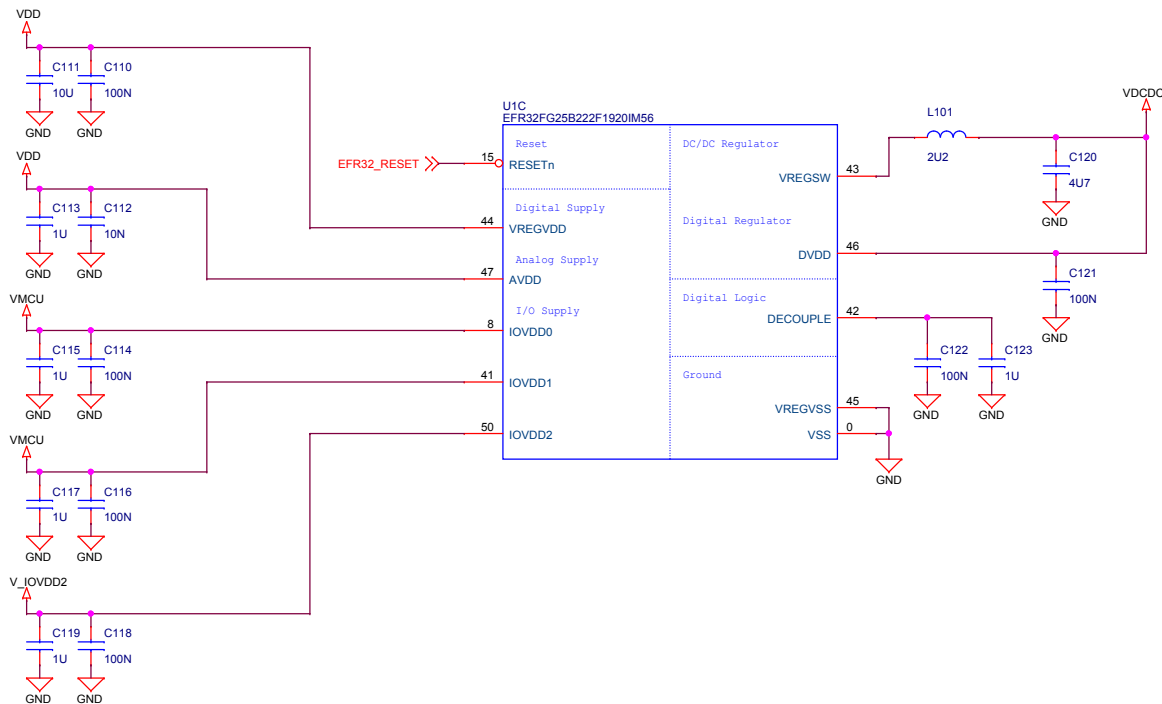 VDD
C111
C110
10U
100N
GND
GND
VDD
C113
C112
1U
10N
GND
GND
VMCU
C115
C114
1U
100N
GND
GND
VMCU
C117
C116
1U
100N
GND
GND
V_IOVDD2
C119
C118
1U
100N
GND
GND
EFR32_RESET
U1C
EFR32FG25B222F1920IM56
Reset
15
RESETn
Digital Supply
44
VREGVDD
Analog Supply
47
AVDD
I/O Supply
8
IOVDD0
41
IOVDD1
50
IOVDD2
DC/DC Regulator
VREGSW
43
Digital Regulator
DVDD
46
Digital Logic
DECOUPLE
42
Ground
VREGVSS
45
VSS
0
GND
L101
2U2
VDCDC
C120
4U7
GND
C121
100N
GND
C122
100N
GND
C123
1U
GND